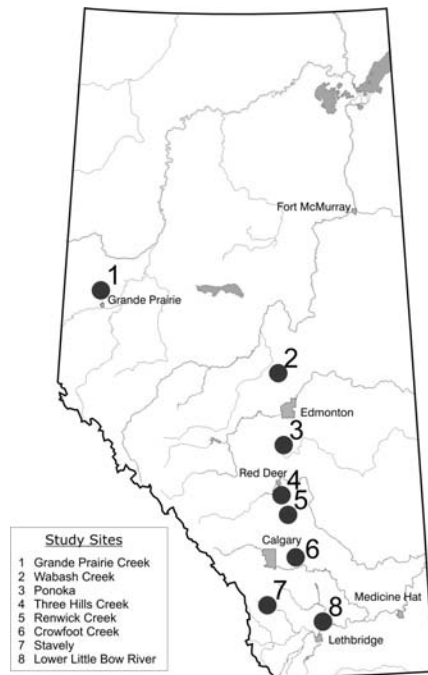 Fort McMurray
1
Grande Prairie
2
Edmonton
3
Red Deer
4
5
Calgary
6
7
Medicine Hat
8
Lethbridge
Study Sites
1 Grande Prairie Creek
2 Wabash Creek
3 Ponoka
4 Three Hills Creek
5 Renwick Creek
6 Crowfoot Creek
7 Stavely
8 Lower Little Bow River